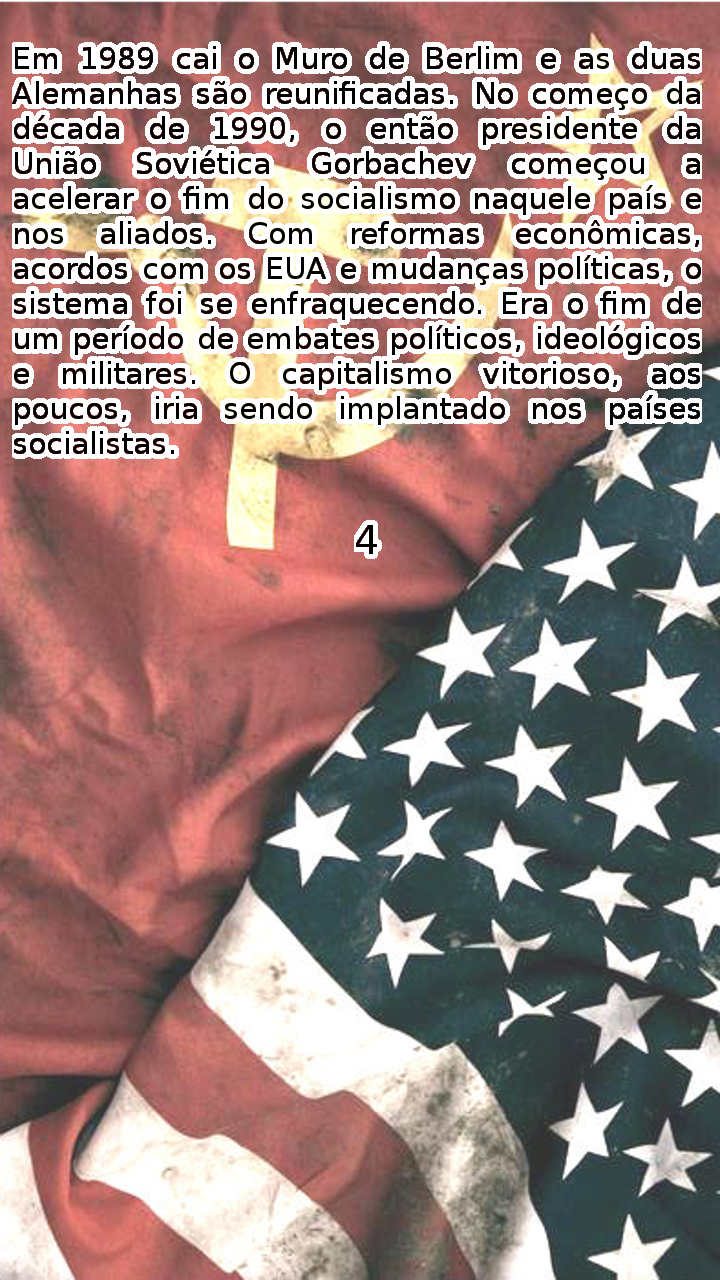 Em 1989 cai o Muro de Berlim e as duas
Alemanhas são reunificadas. No começo da
década de 1990, o então presidente da
União Soviética Gorbachev começou a
acelerar o fim do socialismo naquele país e
nos aliados. Com reformas econômicas,
acordos com os EUA e mudanças políticas, o
sistema foi se enfraquecendo. Era o fim de
um período de embates políticos, ideológicos
e militares. O capitalismo vitorioso, aos
poucos, iria sendo implantado nos países
socialistas.
4